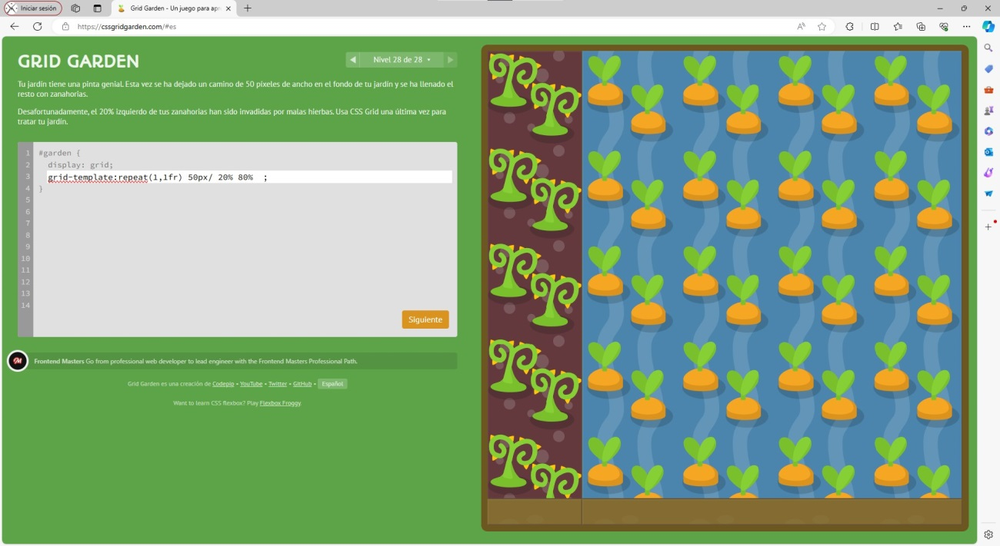 Iniciar sesión
Grid Garden - Un juego para apr
https://cssgridgarden.com/#es
GRID GARDEN
Nivel 28 de 28
Tu jardín tiene una pinta genial. Esta vez se ha dejado un camino de 50 píxeles de ancho en el fondo de tu jardín y se ha llenado el
resto con zanahorias.
Desafortunadamente, el 20% izquierdo de tus zanahorias han sido invadidas por malas hierbas. Usa CSS Grid una última vez para
tratar tu jardín.
1 #garden {
2 display: grid;
3 grid-template:repeat(1,1fr) 50px/ 20% 80%  ;
4 }
5
6
7
8
9
10
11
12
13
14
Siguiente
Frontend Masters Go from professional web developer to lead engineer with the Frontend Masters Professional Path.
Grid Garden es una creación de Codepip • YouTube • Twitter • GitHub • Español
Want to learn CSS flexbox? Play Flexbox Froggy.